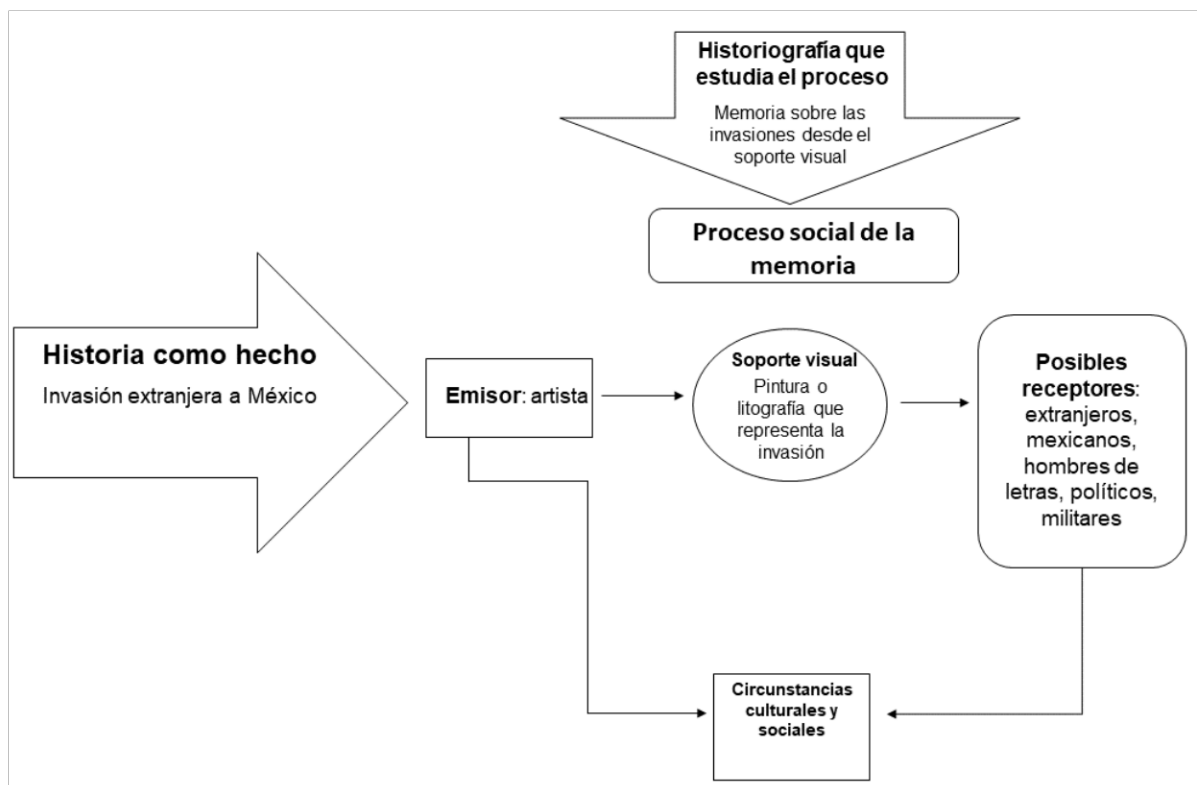 Historiografía que
estudia el proceso
Memoria sobre las
invasiones desde el
soporte visual
Proceso social de la
memoria
Historia como hecho
Invasión extranjera a México
Emisor: artista
Soporte visual
Pintura o
litografía que
representa la
invasión
Posibles
receptores:
extranjeros,
mexicanos,
hombres de
letras, políticos,
militares
Circunstancias
culturales y
sociales